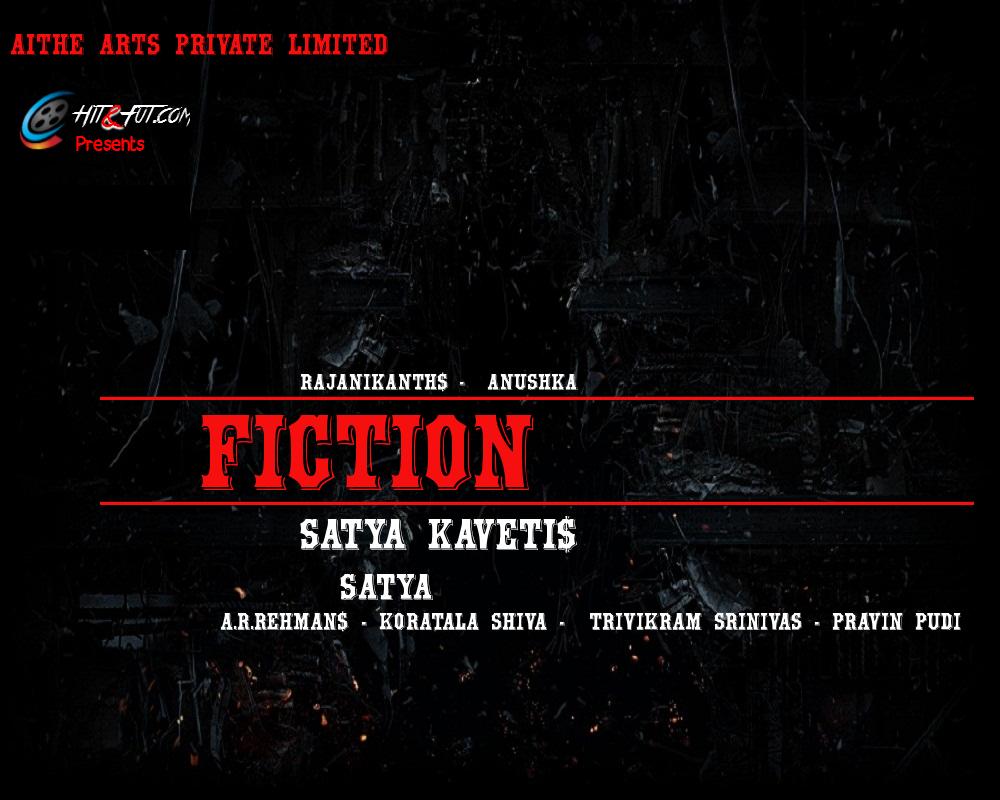 AITHE ARTS PRIVATE LIMITED
HIT&FUT.COM
Presents
RAJANIKANTH$ - ANUSHKA
FICTION
SATYA KAVETI$
SATYA
A.R.REHMAN$ - KORATALA SHIVA - TRIVIKRAM SRINIVAS - PRAVIN PUDI